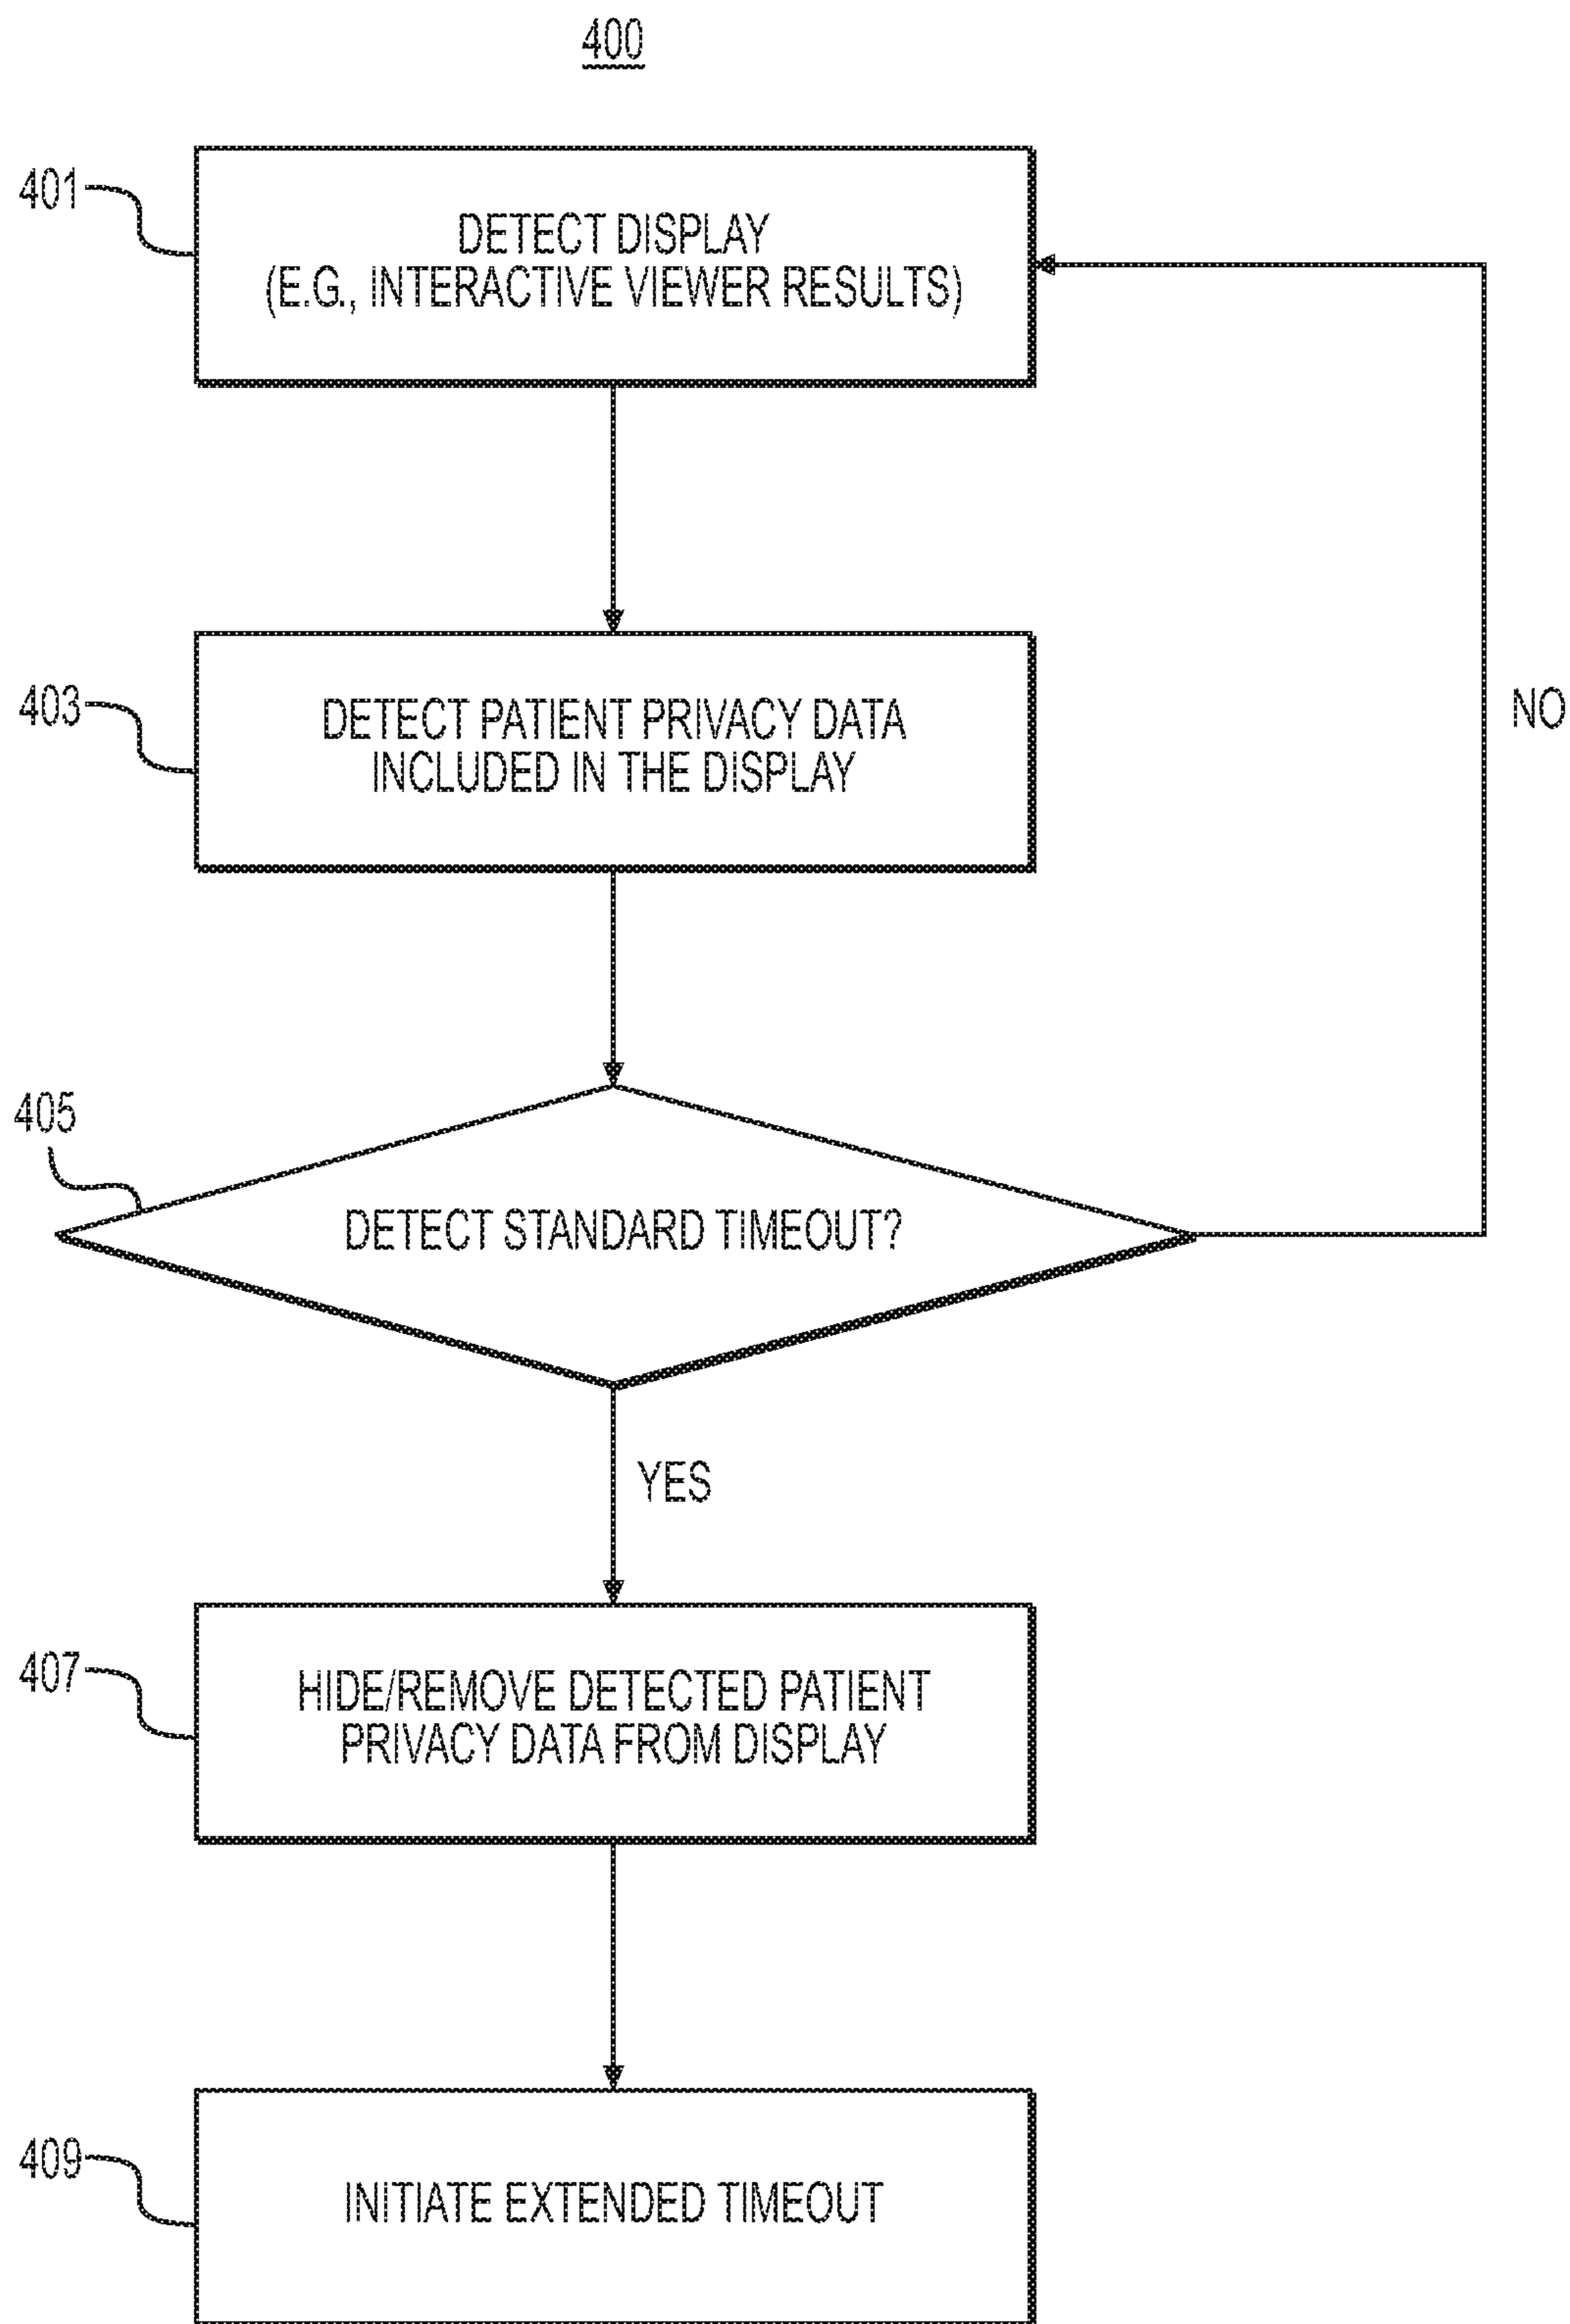 400
401
DETECT DISPLAY
(E.G., INTERACTIVE VIEWER RESULTS)
403
DETECT PATIENT PRIVACY DATA
INCLUDED IN THE DISPLAY
NO
405
DETECT STANDARD TIMEOUT?
YES
407
HIDE/REMOVE DETECTED PATIENT
PRIVACY DATA FROM DISPLAY
409
INITIATE EXTENDED TIMEOUT